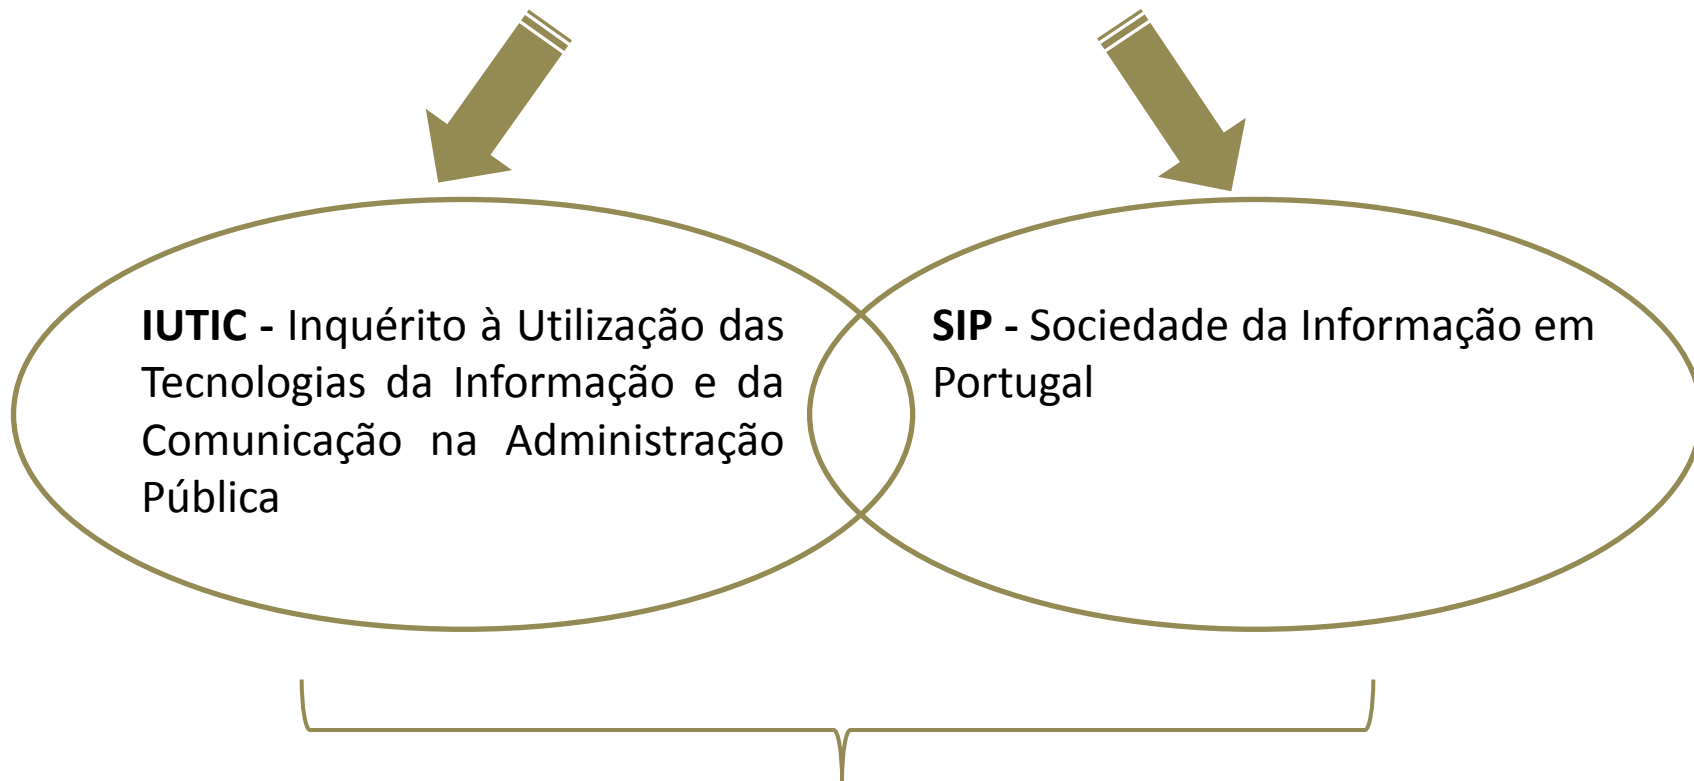 IUTIC - Inquérito à Utilização das
Tecnologias da Informação e da
Comunicação na Administração
Pública
SIP - Sociedade da Informação em
Portugal